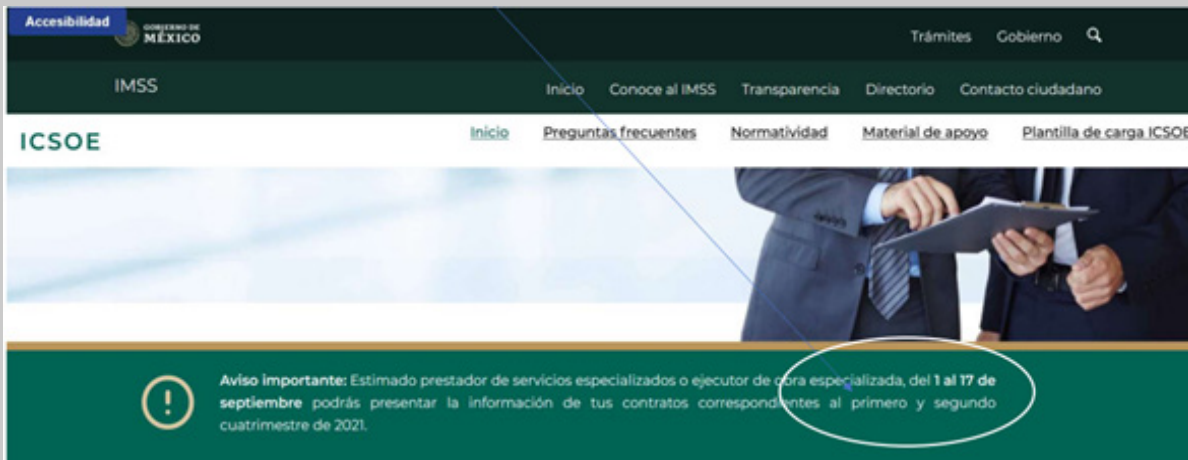 Accesibilidad
GOBIERNO DE
MÉXICO
Trámites Gobierno
IMSS
Inicio Conoce al IMSS Transparencia Directorio Contacto ciudadano
ICSOE
Inicio Preguntas frecuentes Normatividad Material de apoyo Plantilla de carga ICSOE
Aviso importante: Estimado prestador de servicios especializados o ejecutor de obra especializada, del 1 al 17 de
septiembre podrás presentar la información de tus contratos correspondientes al primero y segundo
cuatrimestre de 2021.